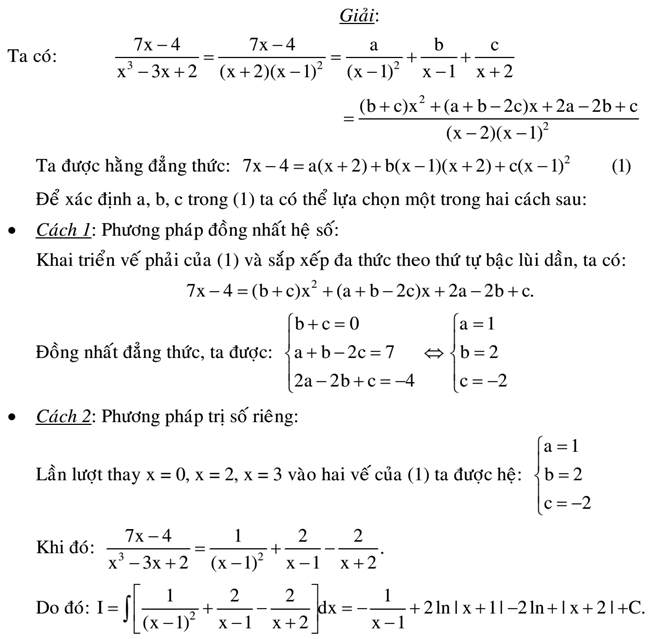 Giải:
Ta có: \frac{7x-4}{x^3-3x+2} = \frac{7x-4}{(x+2)(x-1)^2} = \frac{a}{(x-1)^2} + \frac{b}{x-1} + \frac{c}{x+2}
= \frac{(b+c)x^2+(a+b-2c)x+2a-2b+c}{(x-2)(x-1)^2}
Ta được hằng đẳng thức: 7x-4 = a(x+2)+b(x-1)(x+2)+c(x-1)^2 (1)
Để xác định a, b, c trong (1) ta có thể lựa chọn một trong hai cách sau:
• Cách 1: Phương pháp đồng nhất hệ số:
Khai triển vế phải của (1) và sắp xếp đa thức theo thứ tự bậc lùi dần, ta có:
7x-4 = (b+c)x^2+(a+b-2c)x+2a-2b+c.
Đồng nhất đẳng thức, ta được: \begin{cases} b+c=0 \\ a+b-2c=7 \\ 2a-2b+c=-4 \end{cases} ⇔ \begin{cases} a=1 \\ b=2 \\ c=-2 \end{cases}
• Cách 2: Phương pháp trị số riêng:
Lần lượt thay x = 0, x = 2, x = 3 vào hai vế của (1) ta được hệ: \begin{cases} a=1 \\ b=2 \\ c=-2 \end{cases}
Khi đó: \frac{7x-4}{x^3-3x+2} = \frac{1}{(x-1)^2} + \frac{2}{x-1} - \frac{2}{x+2}.
Do đó: I = ∫[\frac{1}{(x-1)^2} + \frac{2}{x-1} - \frac{2}{x+2}]dx = -\frac{1}{x-1} + 2ln|x+1|-2ln+|x+2|+C.